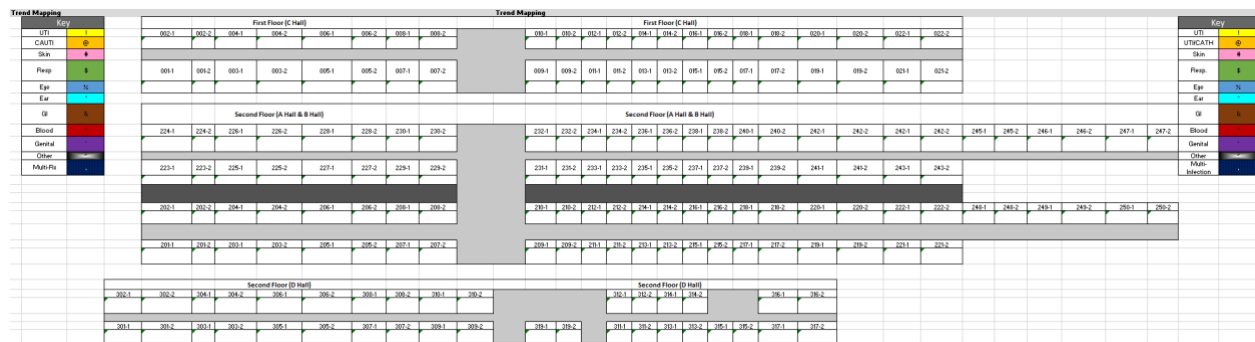 Trend Mapping Trend Mapping
Key First Floor (C Hall) First Floor (C Hall) Key
UTI ! 002-1 002-2 004-1 004-2 006-1 006-2 008-1 008-2 010-1 010-2 012-1 012-2 014-1 014-2 016-1 016-2 018-1 018-2 020-1 020-2 022-1 022-2 UTI !
CAUTI @ UTI/CATH @
Skin # Skin #
Resp. $ 001-1 001-2 003-1 003-2 005-1 005-2 007-1 007-2 009-1 009-2 011-1 011-2 013-1 013-2 015-1 015-2 017-1 017-2 019-1 019-2 021-1 021-2 Resp. $
Eye % Eye %
Ear Ear
GI Second Floor (A Hall & B Hall) Second Floor (A Hall & B Hall) GI
Blood 224-1 224-2 226-1 226-2 228-1 228-2 230-1 230-2 232-1 232-2 234-1 234-2 236-1 236-2 238-1 238-2 240-1 240-2 242-1 242-2 242-1 242-2 245-1 245-2 246-1 246-2 247-1 247-2 Blood
Genital Genital
Other Other
Multi-Rx 223-1 223-2 225-1 225-2 227-1 227-2 229-1 229-2 231-1 231-2 233-1 233-2 235-1 235-2 237-1 237-2 239-1 239-2 241-1 241-2 243-1 243-2 Multi-Infection
202-1 202-2 204-1 204-2 206-1 206-2 208-1 208-2 210-1 210-2 212-1 212-2 214-1 214-2 216-1 216-2 218-1 218-2 220-1 220-2 222-1 222-2 248-1 248-2 249-1 249-2 250-1 250-2
201-1 201-2 203-1 203-2 205-1 205-2 207-1 207-2 209-1 209-2 211-1 211-2 213-1 213-2 215-1 215-2 217-1 217-2 219-1 219-2 221-1 221-2
Second Floor (D Hall) Second Floor (D Hall)
302-1 302-2 304-1 304-2 306-1 306-2 308-1 308-2 310-1 310-2 312-1 312-2 314-1 314-2 316-1 316-2
301-1 301-2 303-1 303-2 305-1 305-2 307-1 307-2 309-1 309-2 319-1 319-2 311-1 311-2 313-1 313-2 315-1 315-2 317-1 317-2